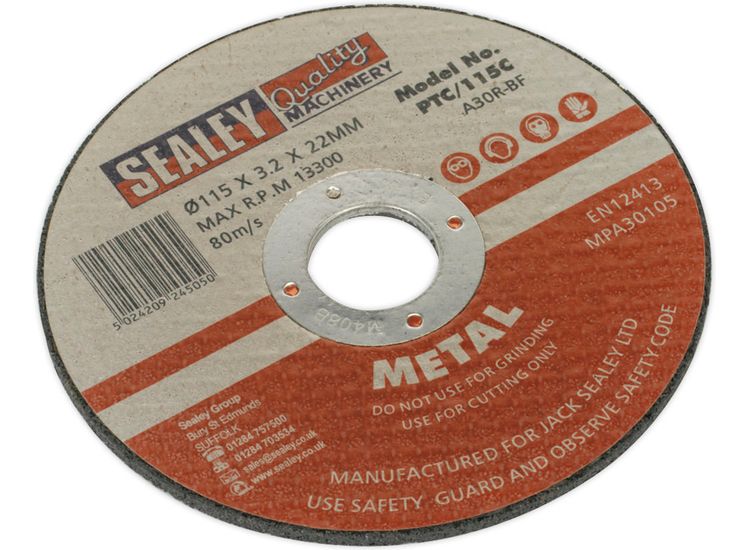 SEALEY
Quality
MACHINERY
Model No.
PTC/115C
A30R-BF
Ø115 X 3.2 X 22MM
MAX R.P.M 13300
80m/s
5 024209 245050
EN12413
MPA30105
METAL
DO NOT USE FOR GRINDING
USE FOR CUTTING ONLY
Sealey Group
Bury St Edmunds
SUFFOLK
01284 757500
01284 703534
sales@sealey.co.uk
www.sealey.co.uk
MANUFACTURED FOR JACK SEALEY LTD
USE SAFETY GUARD AND OBSERVE SAFETY CODE